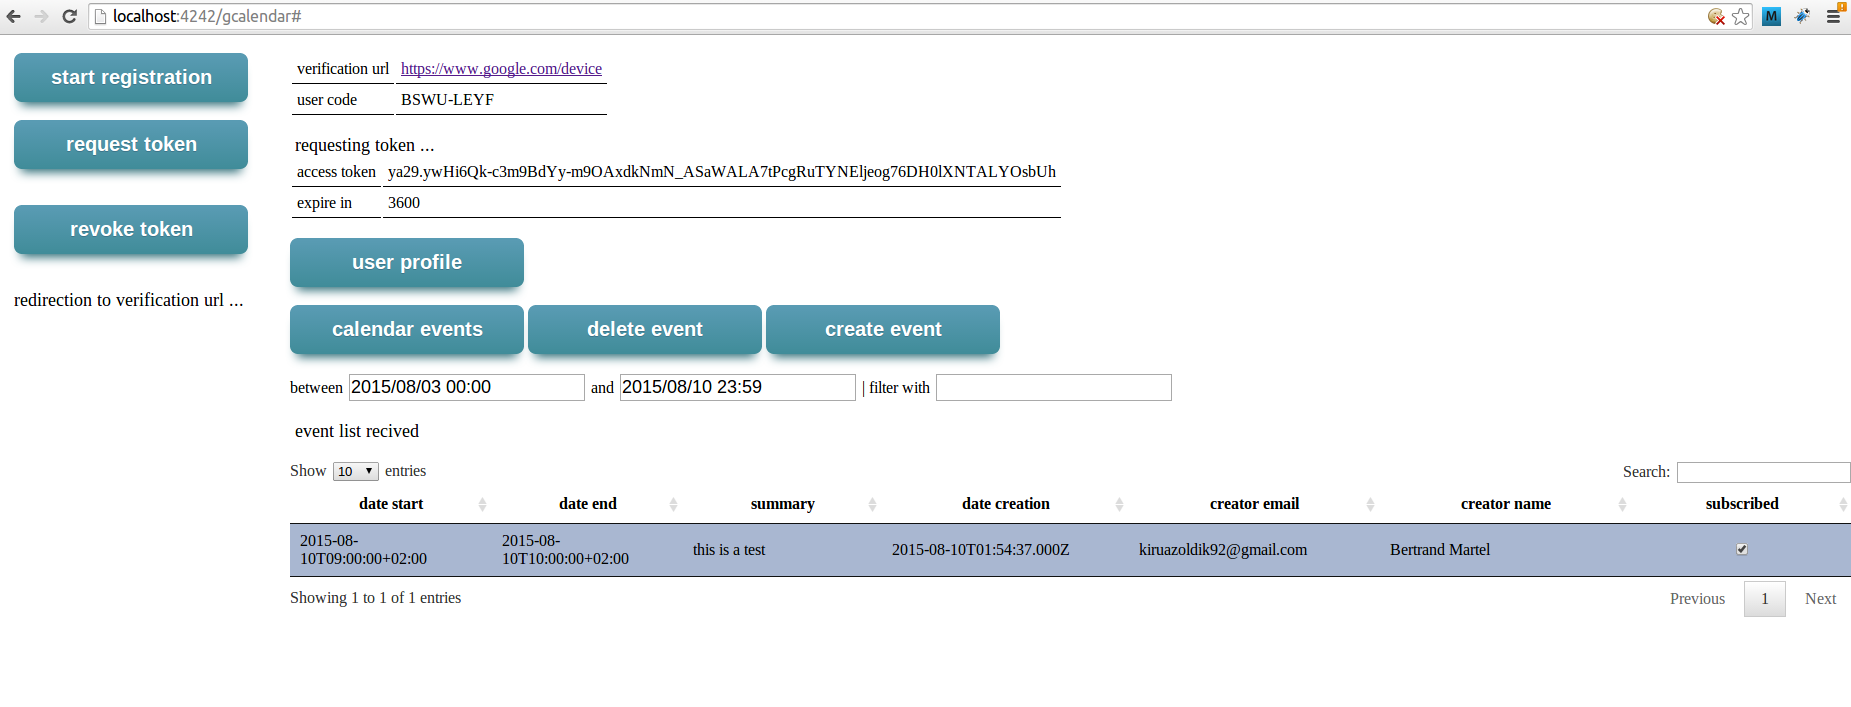 localhost:4242/gcalendar#
M
start registration
request token
revoke token
redirection to verification url ...
verification url https://www.google.com/device
user code BSWU-LEYF
requesting token ...
access token ya29.ywHi6Qk-c3m9BdYy-m9OAxdkNmN_ASaWALA7tPcgRuTYNEljeog76DH0lXNTALYOsbUh
expire in 3600
user profile
calendar events delete event create event
between 2015/08/03 00:00 and 2015/08/10 23:59 | filter with
event list recived
Show 10 entries Search:
date start date end summary date creation creator email creator name subscribed
2015-08-10T09:00:00+02:00 2015-08-10T10:00:00+02:00 this is a test 2015-08-10T01:54:37.000Z kiruazoldik92@gmail.com Bertrand Martel
Showing 1 to 1 of 1 entries Previous 1 Next